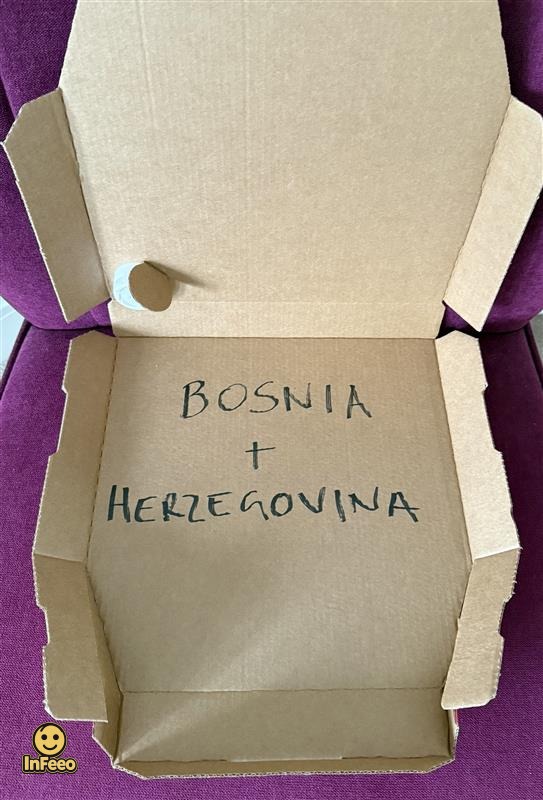 BOSNIA
+
HERZEGOVINA
InFeeo